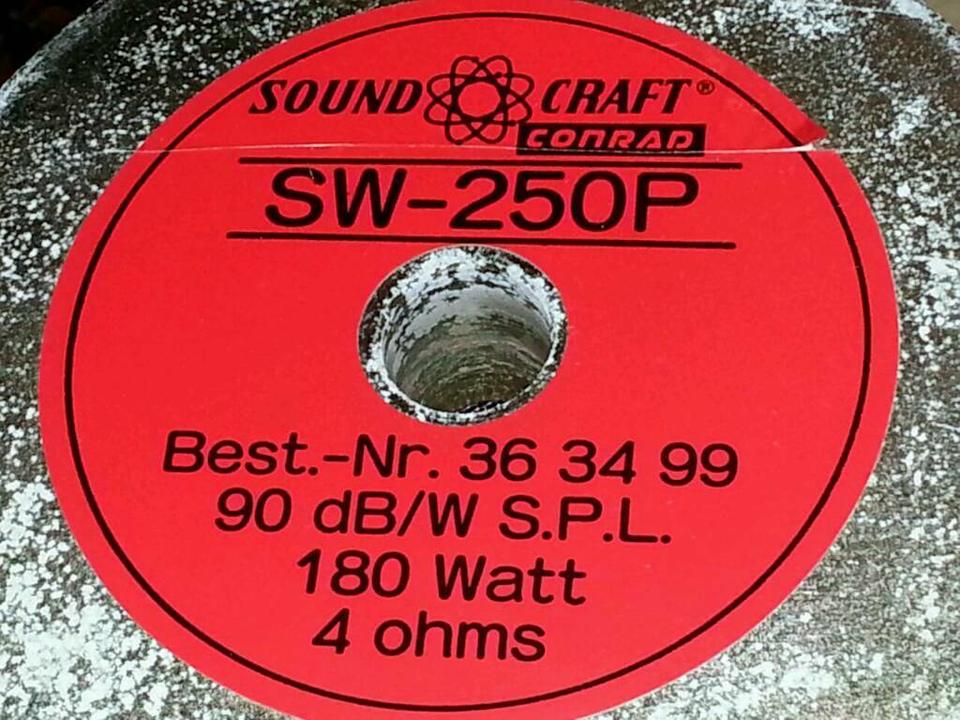 SOUND CRAFT®
CONRAD
SW-250P
Best.-Nr. 36 34 99
90 dB/W S.P.L.
180 Watt
4 ohms